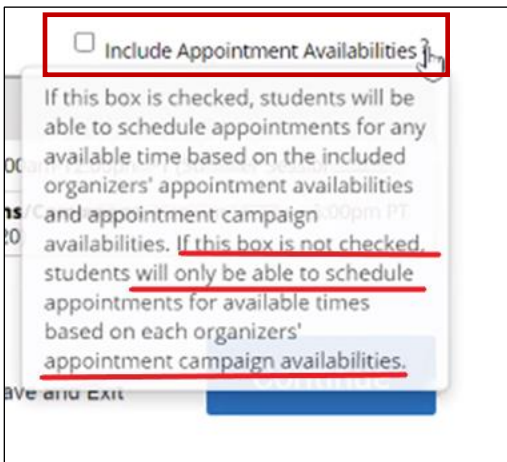 Include Appointment Availabilities ?
If this box is checked, students will be
able to schedule appointments for any
available time based on the included
organizers' appointment availabilities
and appointment campaign
availabilities. If this box is not checked,
students will only be able to schedule
appointments for available times
based on each organizers'
appointment campaign availabilities.
ave and Exit